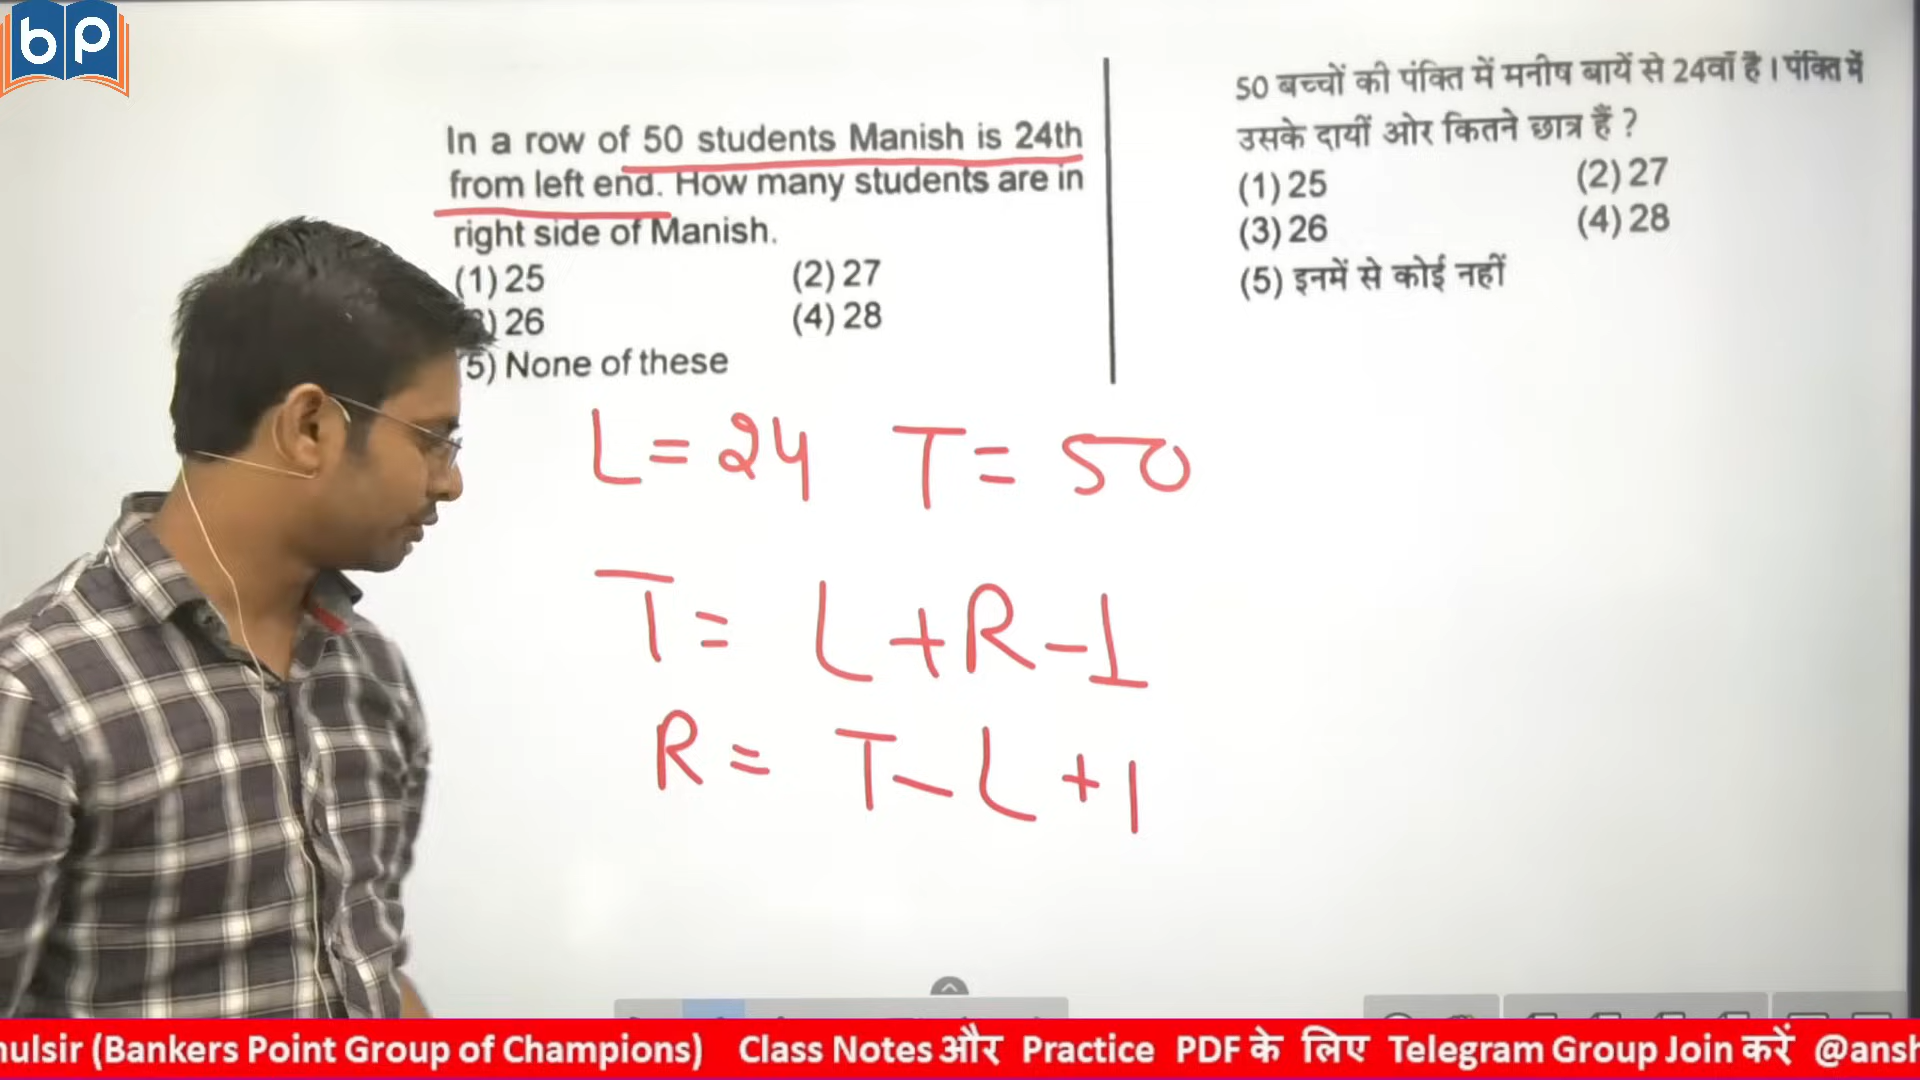 bp
In a row of 50 students Manish is 24th
from left end. How many students are in
right side of Manish.
(1) 25 (2) 27
) 26 (4) 28
5) None of these
50 बच्चों की पंक्ति में मनीष बायें से 24वाँ है । पंक्ति में
उसके दायीं ओर कितने छात्र हैं ?
(1) 25 (2) 27
(3) 26 (4) 28
(5) इनमें से कोई नहीं
L = 24 T = 50
T = L + R - 1
R = T - L + 1
ulsir (Bankers Point Group of Champions) Class Notes और Practice PDF के लिए Telegram Group Join करें @ansh